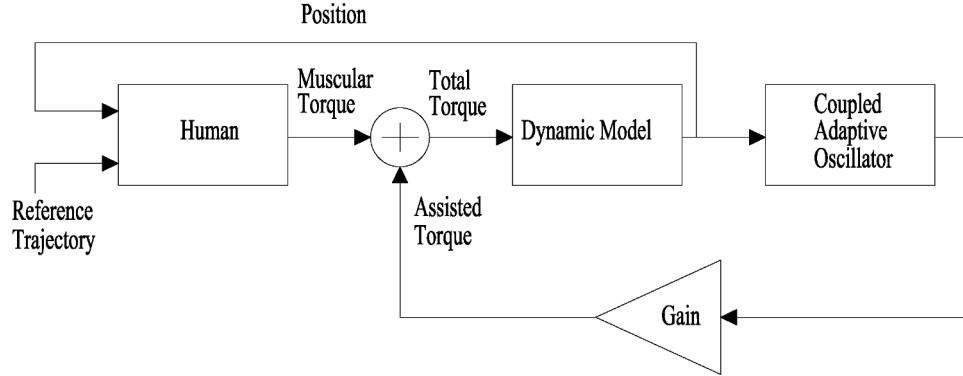 Position
Muscular
Torque
Total
Torque
Coupled
Adaptive
Oscillator
Human
Dynamic Model
Reference
Trajectory
Assisted
Torque
Gain